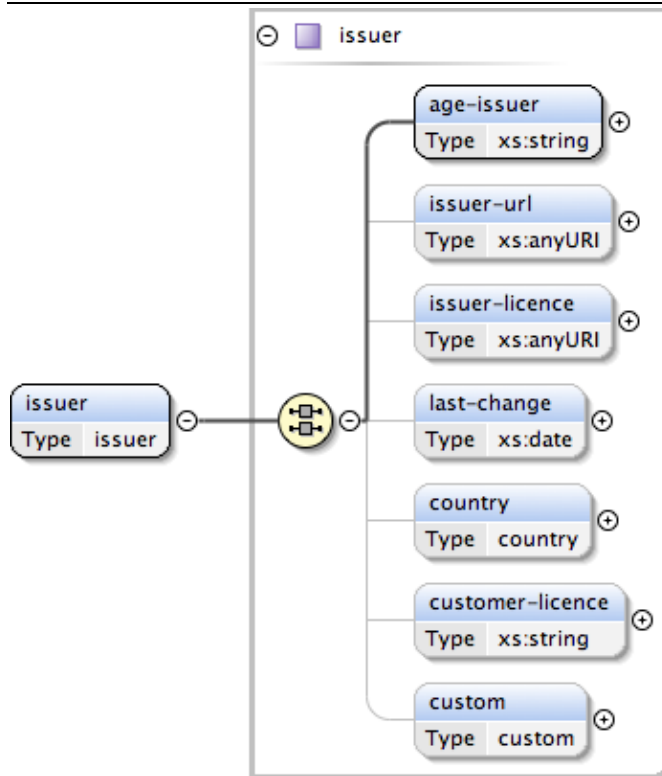 issuer
age-issuer
Type xs:string
issuer-url
Type xs:anyURI
issuer-licence
Type xs:anyURI
issuer
Type issuer
last-change
Type xs:date
country
Type country
customer-licence
Type xs:string
custom
Type custom